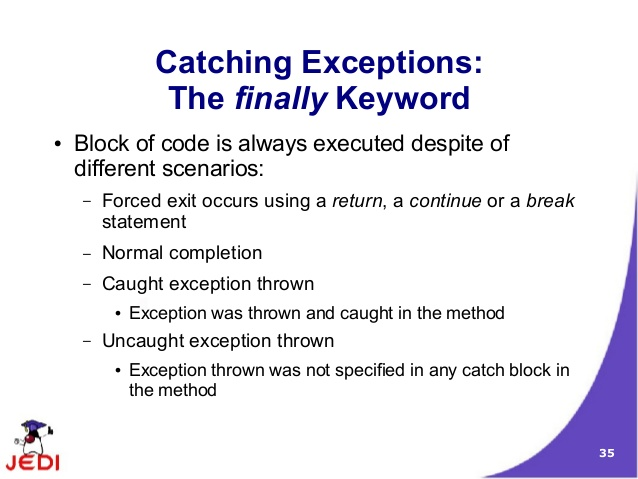 Catching Exceptions:
The finally Keyword
• Block of code is always executed despite of
different scenarios:
– Forced exit occurs using a return, a continue or a break
statement
– Normal completion
– Caught exception thrown
• Exception was thrown and caught in the method
– Uncaught exception thrown
• Exception thrown was not specified in any catch block in
the method
JEDI
35